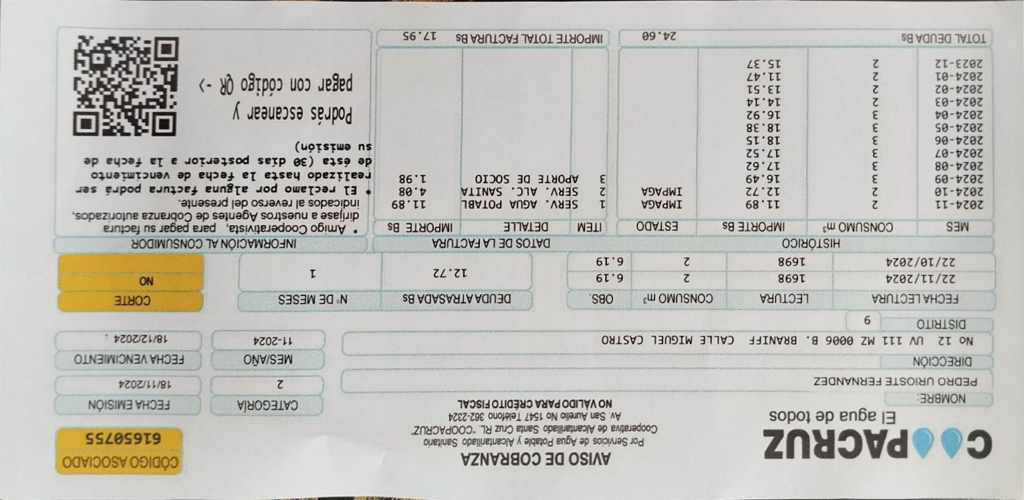 COOPACRUZ
El agua de todos
AVISO DE COBRANZA
Por Servicios de Agua Potable y Alcantarillado Sanitario
Cooperativa de Alcantarillado Santa Cruz RL. "COOPACRUZ"
Av. San Aurelio No 1547 Teléfono 362-2324
NO VALIDO PARA CRÉDITO FISCAL
CÓDIGO ASOCIADO
61650755
NOMBRE:
PEDRO URIOSTE FERNANDEZ
CATEGORÍA
2
FECHA EMISIÓN
18/11/2024
DIRECCIÓN
No 12 UV 111 MZ 0006 B. BRANIFF CALLE MIGUEL CASTRO
MES/AÑO
11-2024
FECHA VENCIMIENTO
18/12/2024
DISTRITO
9
FECHA LECTURA LECTURA CONSUMO m³ OBS.
22/11/2024 1698 2 6.19
22/10/2024 1698 2 6.19
DEUDA ATRASADA Bs
12.72
N° DE MESES
1
CORTE
NO
HISTÓRICO
MES CONSUMO m³ IMPORTE Bs ESTADO
2024-11 2 11.89 IMPAGA
2024-10 2 12.72 IMPAGA
2024-09 3 16.49
2024-08 3 17.62
2024-07 3 17.52
2024-06 3 18.15
2024-05 3 18.38
2024-04 3 16.92
2024-03 2 14.14
2024-02 2 13.51
2024-01 2 11.47
2023-12 2 15.37
TOTAL DEUDA Bs 24.60
DATOS DE LA FACTURA
ITEM DETALLE IMPORTE Bs
1 SERV. AGUA POTABL 11.89
2 SERV. ALC. SANITA 4.08
3 APORTE DE SOCIO 1.98
IMPORTE TOTAL FACTURA Bs 17.95
INFORMACIÓN AL CONSUMIDOR
* Amigo Cooperativista, para pagar su factura
diríjase a nuestros Agentes de Cobranza autorizados,
indicados al reverso del presente.
* El reclamo por alguna factura podrá ser
realizado hasta la fecha de vencimiento
de ésta (30 días posterior a la fecha de
su emisión)
Podrás escanear y
pagar con código QR ->